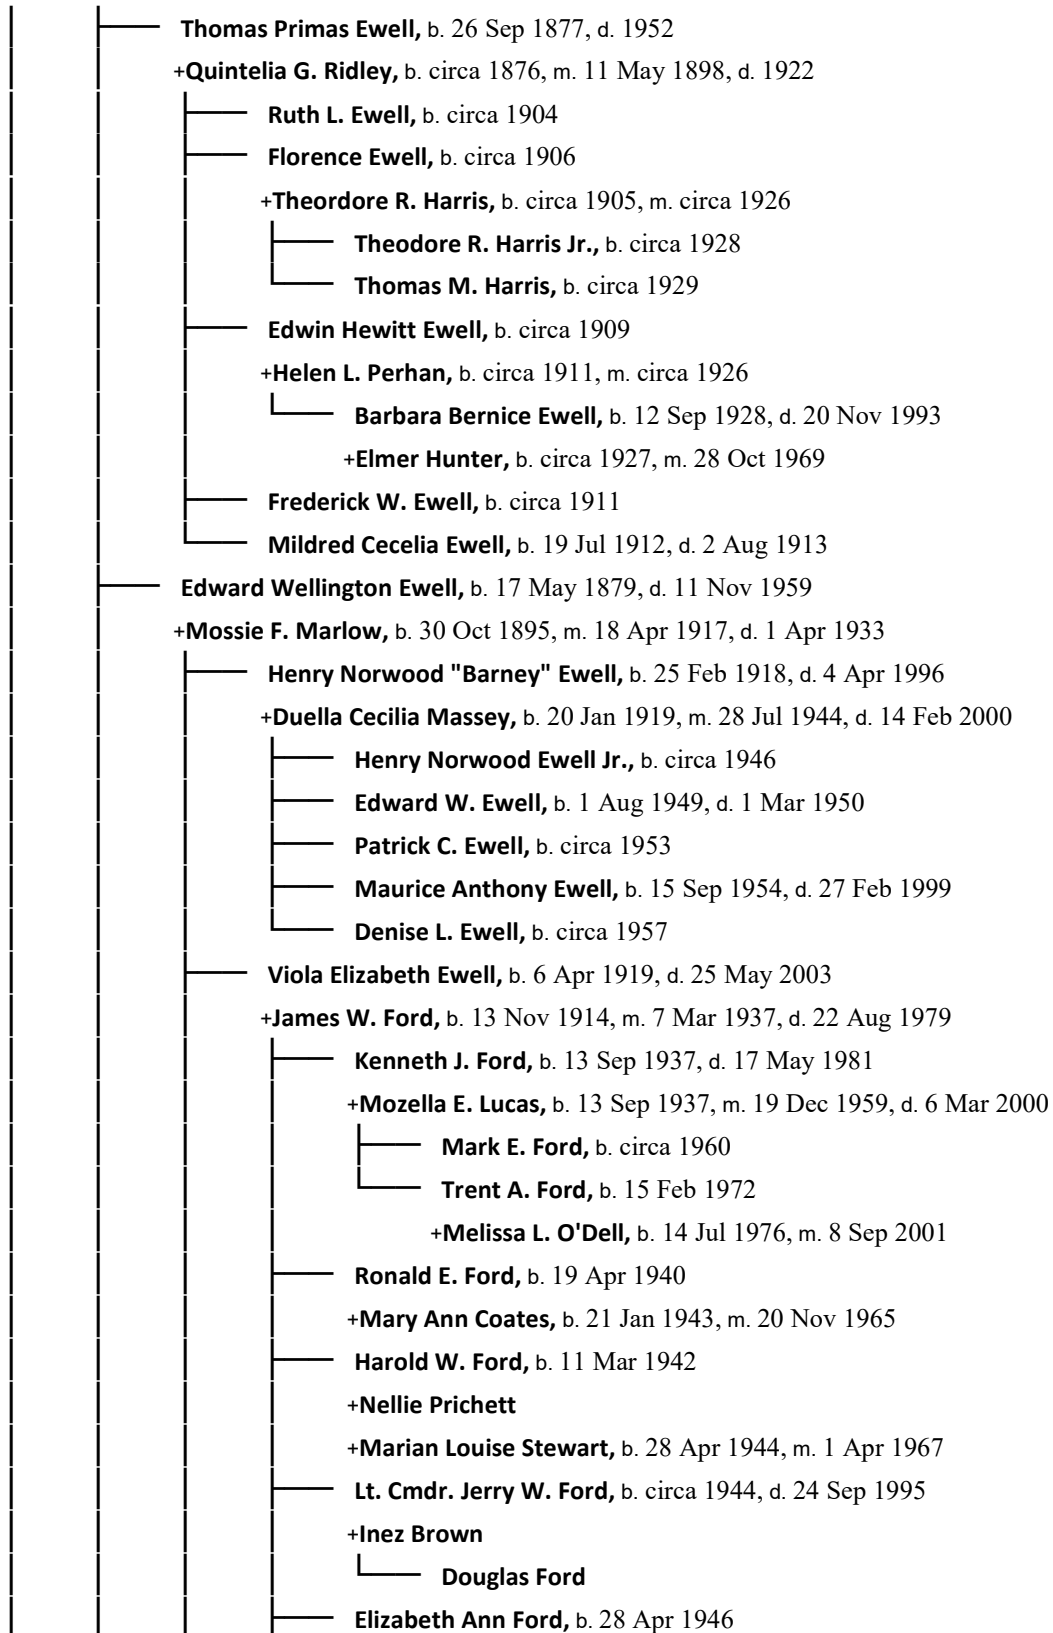 Thomas Primas Ewell, b. 26 Sep 1877, d. 1952
+Quintelia G. Ridley, b. circa 1876, m. 11 May 1898, d. 1922
Ruth L. Ewell, b. circa 1904
Florence Ewell, b. circa 1906
+Theordore R. Harris, b. circa 1905, m. circa 1926
Theodore R. Harris Jr., b. circa 1928
Thomas M. Harris, b. circa 1929
Edwin Hewitt Ewell, b. circa 1909
+Helen L. Perhan, b. circa 1911, m. circa 1926
Barbara Bernice Ewell, b. 12 Sep 1928, d. 20 Nov 1993
+Elmer Hunter, b. circa 1927, m. 28 Oct 1969
Frederick W. Ewell, b. circa 1911
Mildred Cecelia Ewell, b. 19 Jul 1912, d. 2 Aug 1913
Edward Wellington Ewell, b. 17 May 1879, d. 11 Nov 1959
+Mossie F. Marlow, b. 30 Oct 1895, m. 18 Apr 1917, d. 1 Apr 1933
Henry Norwood "Barney" Ewell, b. 25 Feb 1918, d. 4 Apr 1996
+Duella Cecilia Massey, b. 20 Jan 1919, m. 28 Jul 1944, d. 14 Feb 2000
Henry Norwood Ewell Jr., b. circa 1946
Edward W. Ewell, b. 1 Aug 1949, d. 1 Mar 1950
Patrick C. Ewell, b. circa 1953
Maurice Anthony Ewell, b. 15 Sep 1954, d. 27 Feb 1999
Denise L. Ewell, b. circa 1957
Viola Elizabeth Ewell, b. 6 Apr 1919, d. 25 May 2003
+James W. Ford, b. 13 Nov 1914, m. 7 Mar 1937, d. 22 Aug 1979
Kenneth J. Ford, b. 13 Sep 1937, d. 17 May 1981
+Mozella E. Lucas, b. 13 Sep 1937, m. 19 Dec 1959, d. 6 Mar 2000
Mark E. Ford, b. circa 1960
Trent A. Ford, b. 15 Feb 1972
+Melissa L. O'Dell, b. 14 Jul 1976, m. 8 Sep 2001
Ronald E. Ford, b. 19 Apr 1940
+Mary Ann Coates, b. 21 Jan 1943, m. 20 Nov 1965
Harold W. Ford, b. 11 Mar 1942
+Nellie Prichett
+Marian Louise Stewart, b. 28 Apr 1944, m. 1 Apr 1967
Lt. Cmdr. Jerry W. Ford, b. circa 1944, d. 24 Sep 1995
+Inez Brown
Douglas Ford
Elizabeth Ann Ford, b. 28 Apr 1946